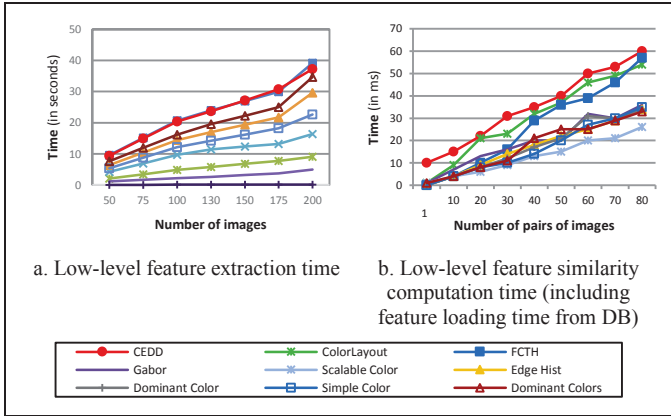 50
40
30
20
10
0
Time (in seconds)
50 75 100 130 150 175 200
Number of images
a. Low-level feature extraction time
70
60
50
40
30
20
10
0
Time (in ms)
1 10 20 30 40 50 60 70 80
Number of pairs of images
b. Low-level feature similarity
computation time (including
feature loading time from DB)
CEDD ColorLayout FCTH
Gabor Scalable Color Edge Hist
Dominant Color Simple Color Dominant Colors